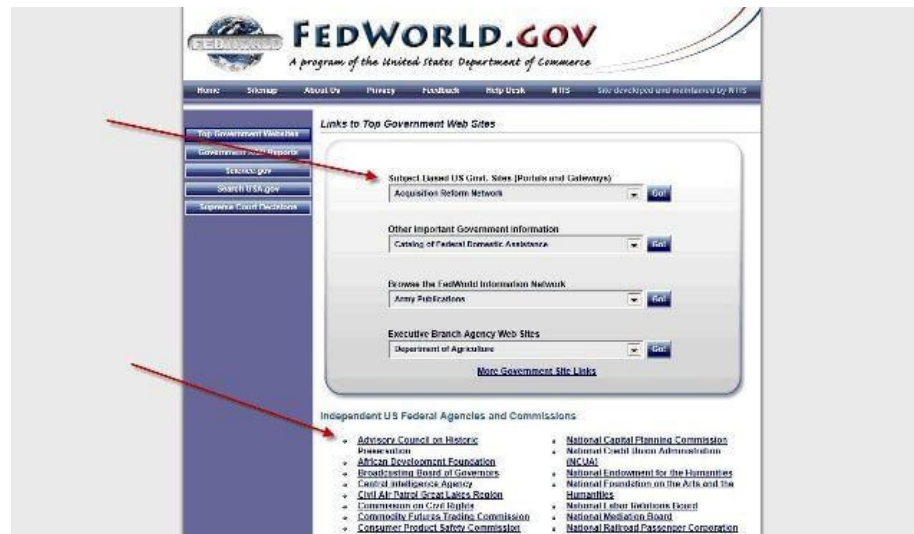 FEDWORLD
FEDWORLD.GOV
A program of the United States Department of Commerce
Home Sitemap About Us Privacy Feedback Help Desk NTIS Site developed and maintained by NTIS
Links to Top Government Web Sites
Top Government Websites
Government R&D Reports
Science.gov
Search USA.gov
Supreme Court Decisions
Subject Based US Govt. Sites (Portals and Gateways)
Acquisition Reform Network Go!
Other Important Government Information
Catalog of Federal Domestic Assistance Go!
Browse the FedWorld Information Network
Army Publications Go!
Executive Branch Agency Web Sites
Department of Agriculture Go!
More Government Site Links
Independent US Federal Agencies and Commissions
Advisory Council on Historic
Preservation
African Development Foundation
Broadcasting Board of Governors
Central Intelligence Agency
Civil Air Patrol Great Lakes Region
Commission on Civil Rights
Commodity Futures Trading Commission
Consumer Product Safety Commission
National Capital Planning Commission
National Credit Union Administration
(NCUA)
National Endowment for the Humanities
National Foundation on the Arts and the
Humanities
National Labor Relations Board
National Mediation Board
National Railroad Passenger Corporation